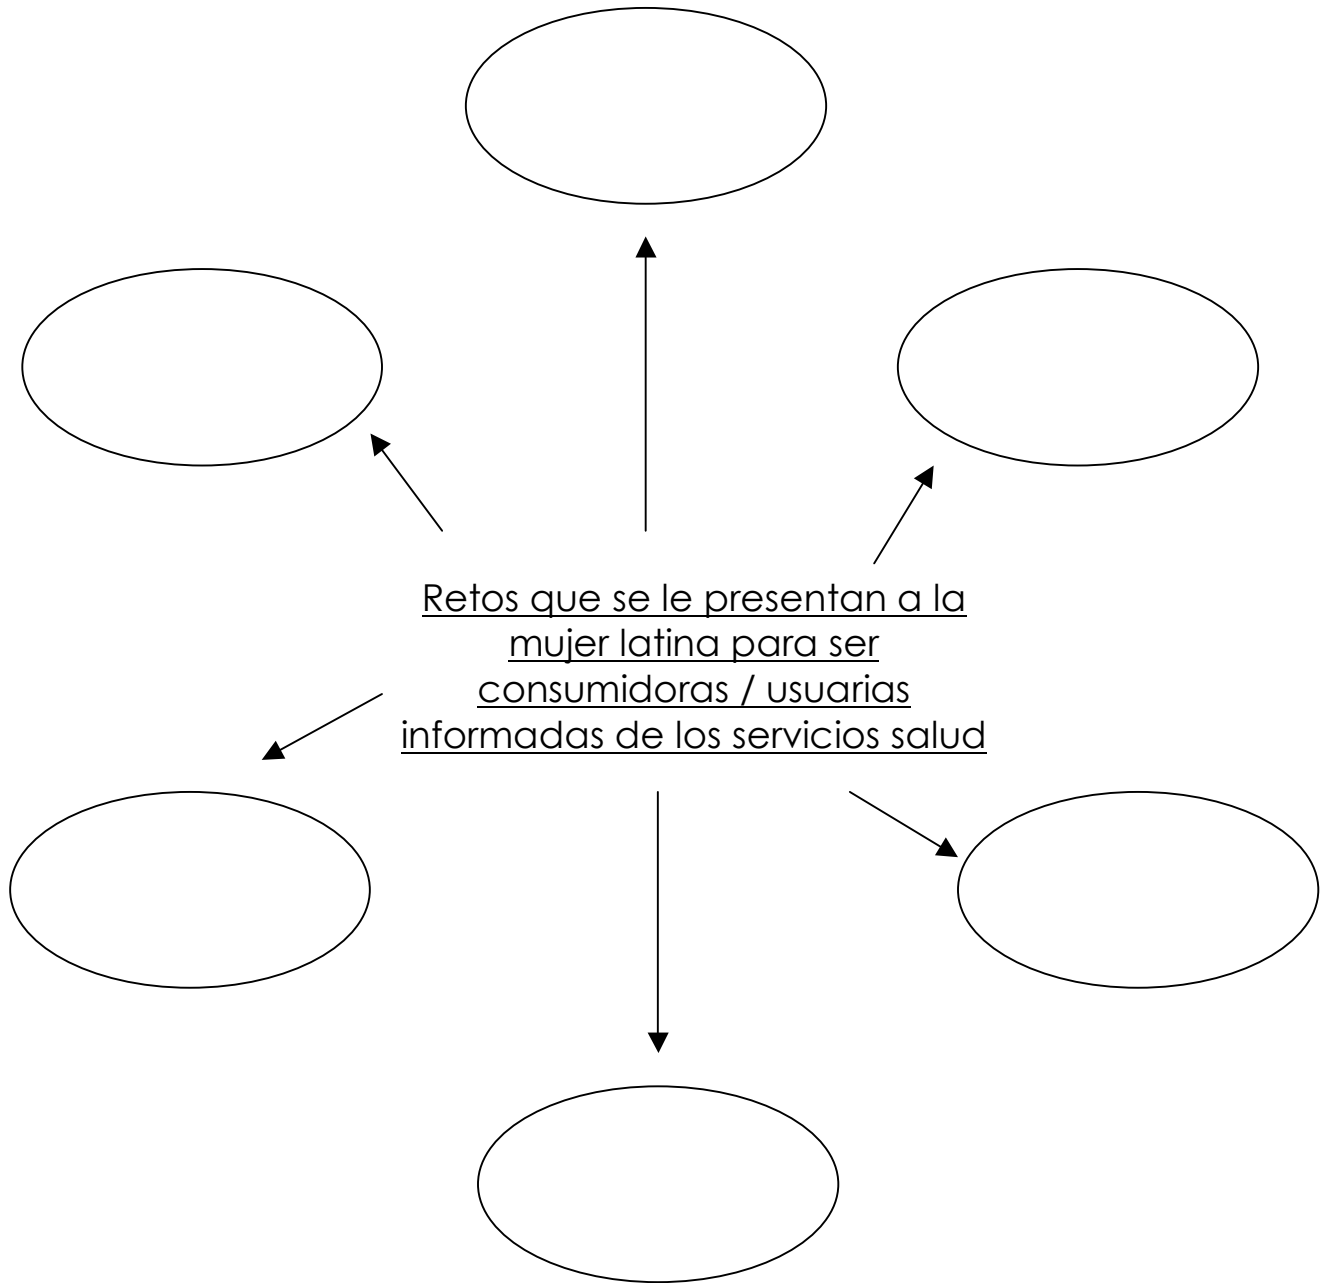 Retos que se le presentan a la
mujer latina para ser
consumidoras / usuarias
informadas de los servicios salud